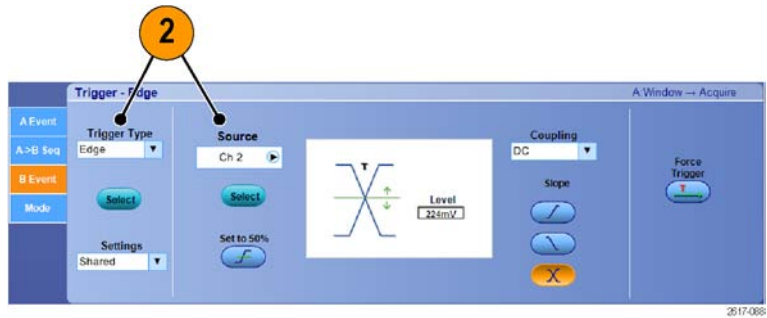 2
Trigger - Edge
A:Window → Acquire
A Event
A->B Seq
B Event
Mode
Trigger Type
Edge
Select
Settings
Shared
Source
Ch 2
Select
Set to 50%
T
Level
224mV
Coupling
DC
Slope
Force
Trigger
T
2617-088